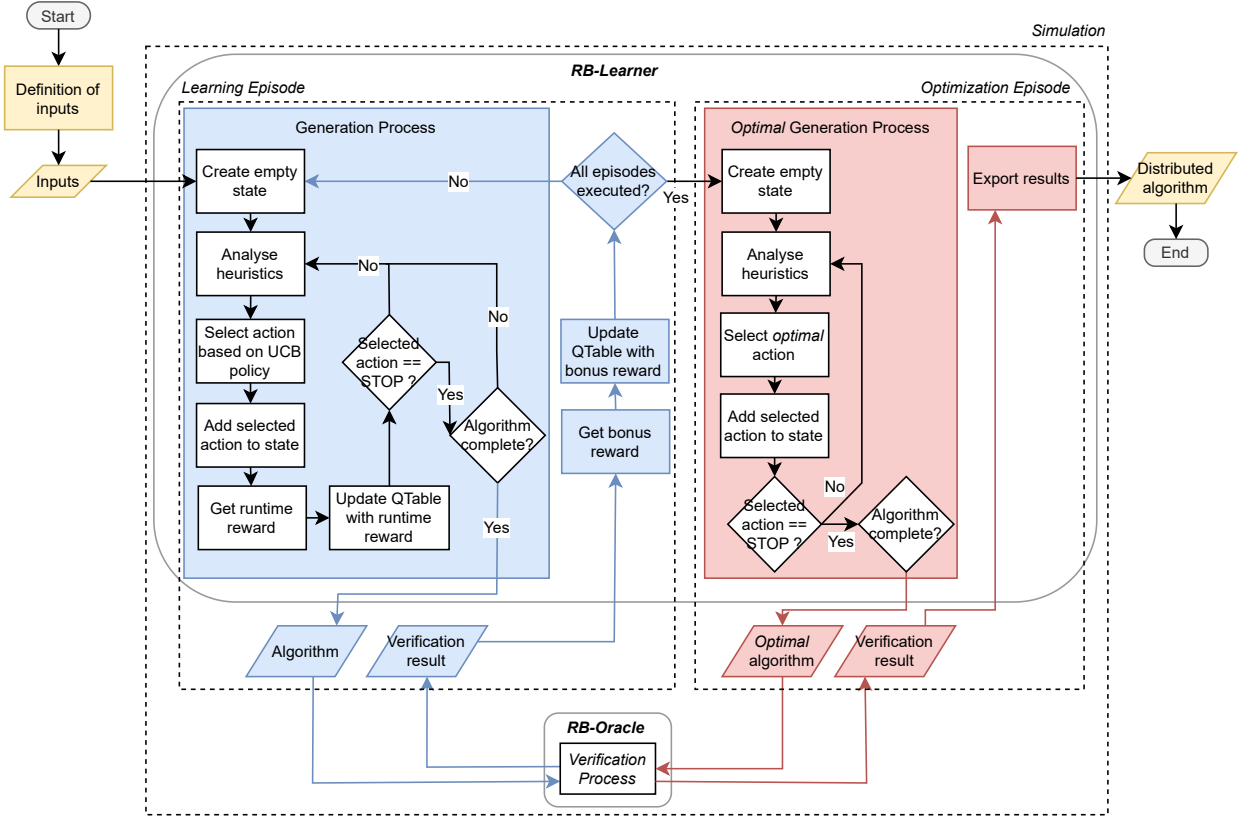 Start
Simulation
RB-Learner
Definition of
inputs
Learning Episode
Optimization Episode
Generation Process
Optimal Generation Process
Inputs
Create empty
state
No
All episodes
executed?
Yes
Create empty
state
Export results
Distributed
algorithm
Analyse
heuristics
No
Analyse
heuristics
End
Select action
based on UCB
policy
Selected
action ==
STOP ?
No
Yes
Update
QTable with
bonus reward
Select optimal
action
Add selected
action to state
Algorithm
complete?
Get bonus
reward
Add selected
action to state
Get runtime
reward
Update QTable
with runtime
reward
Yes
Selected
action ==
STOP ?
No
Yes
Algorithm
complete?
Algorithm
Verification
result
Optimal
algorithm
Verification
result
RB-Oracle
Verification
Process